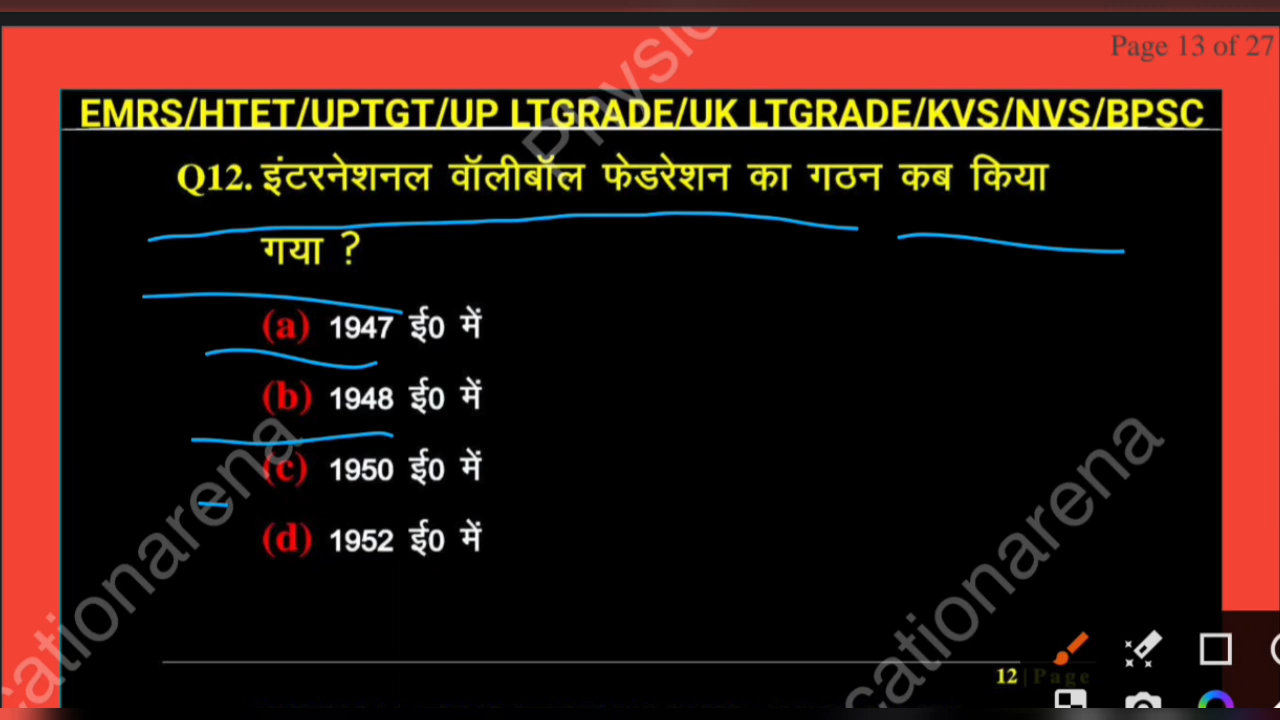 Page 13 of 27
EMRS/HTET/UPTGT/UP LTGRADE/UK LTGRADE/KVS/NVS/BPSC
Q12. इंटरनेशनल वॉलीबॉल फेडरेशन का गठन कब किया
गया ?
(a) 1947 ई0 में
(b) 1948 ई0 में
(c) 1950 ई0 में
(d) 1952 ई0 में
12 | Page